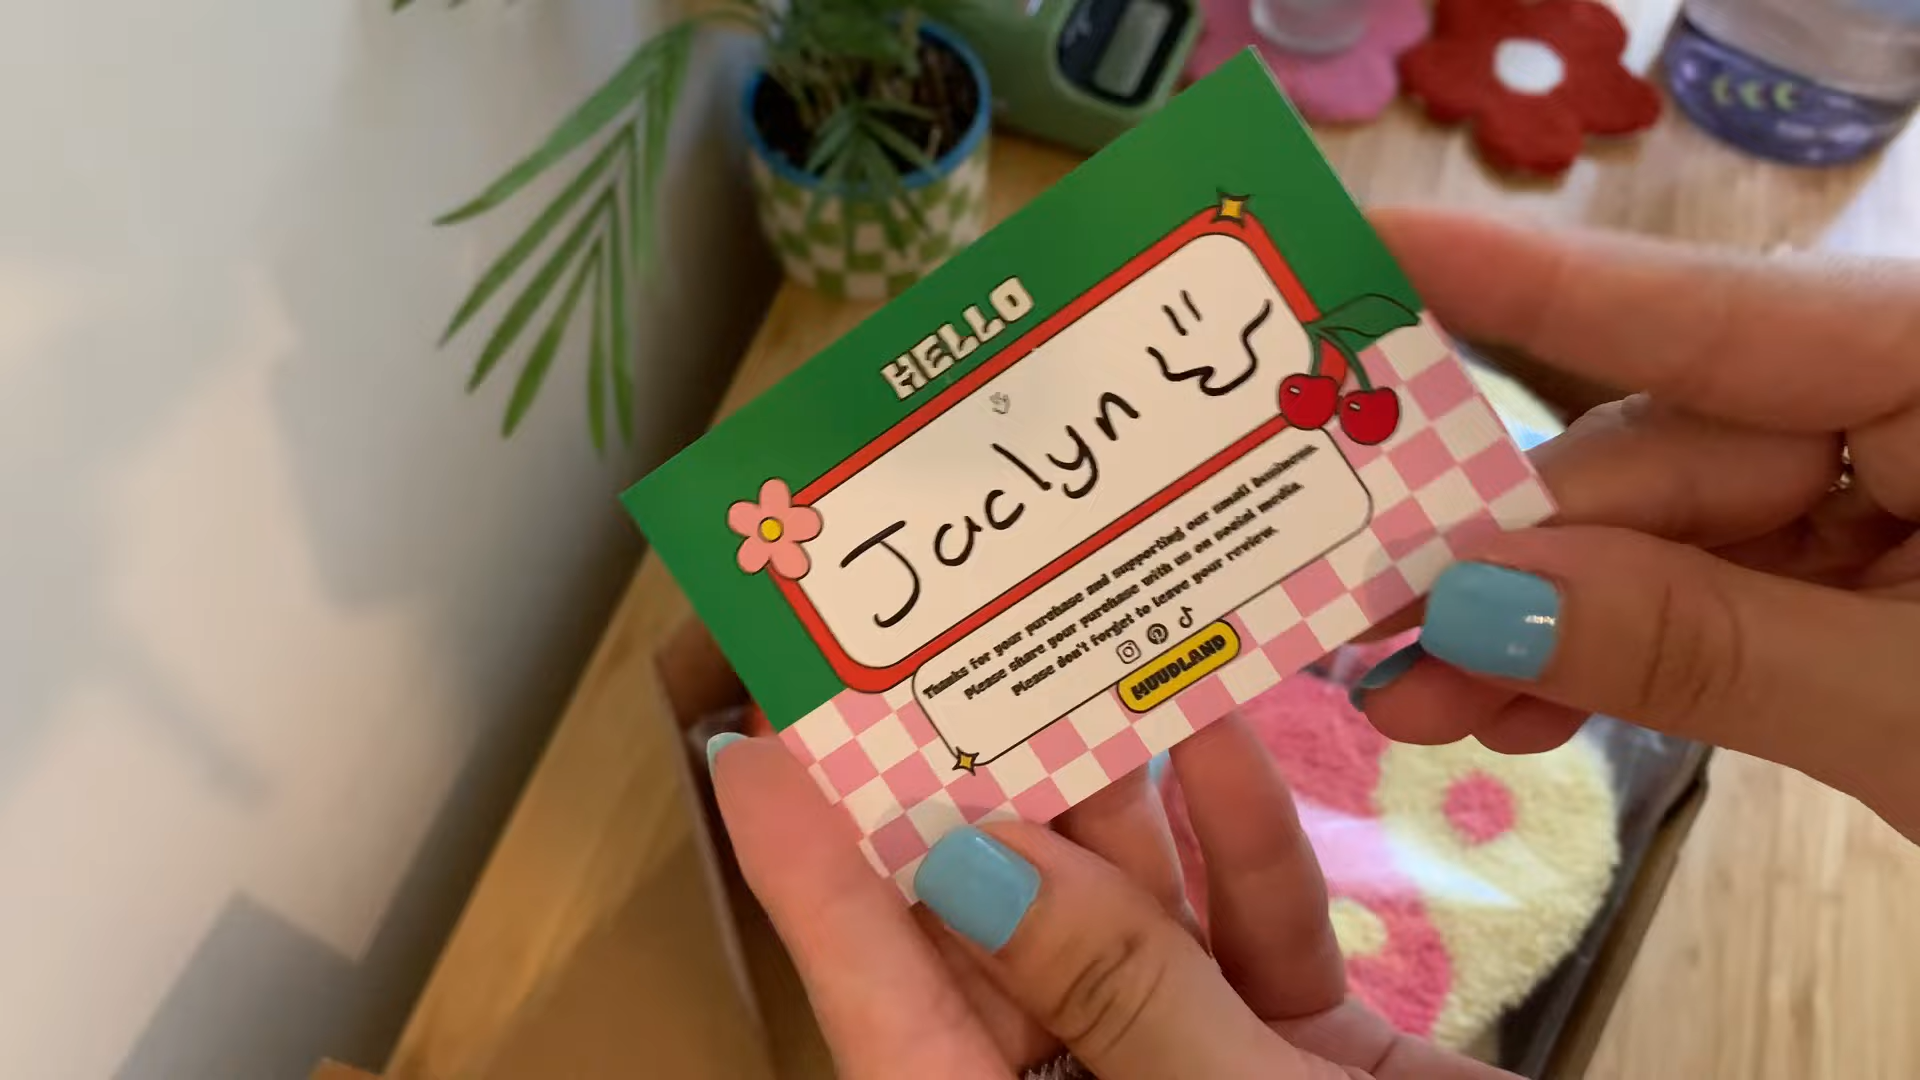 HELLO
Jaclyn
Thanks for your purchase and supporting our small business.
Please share your purchase with us on social media.
Please don't forget to leave your review.
MUUDLAND